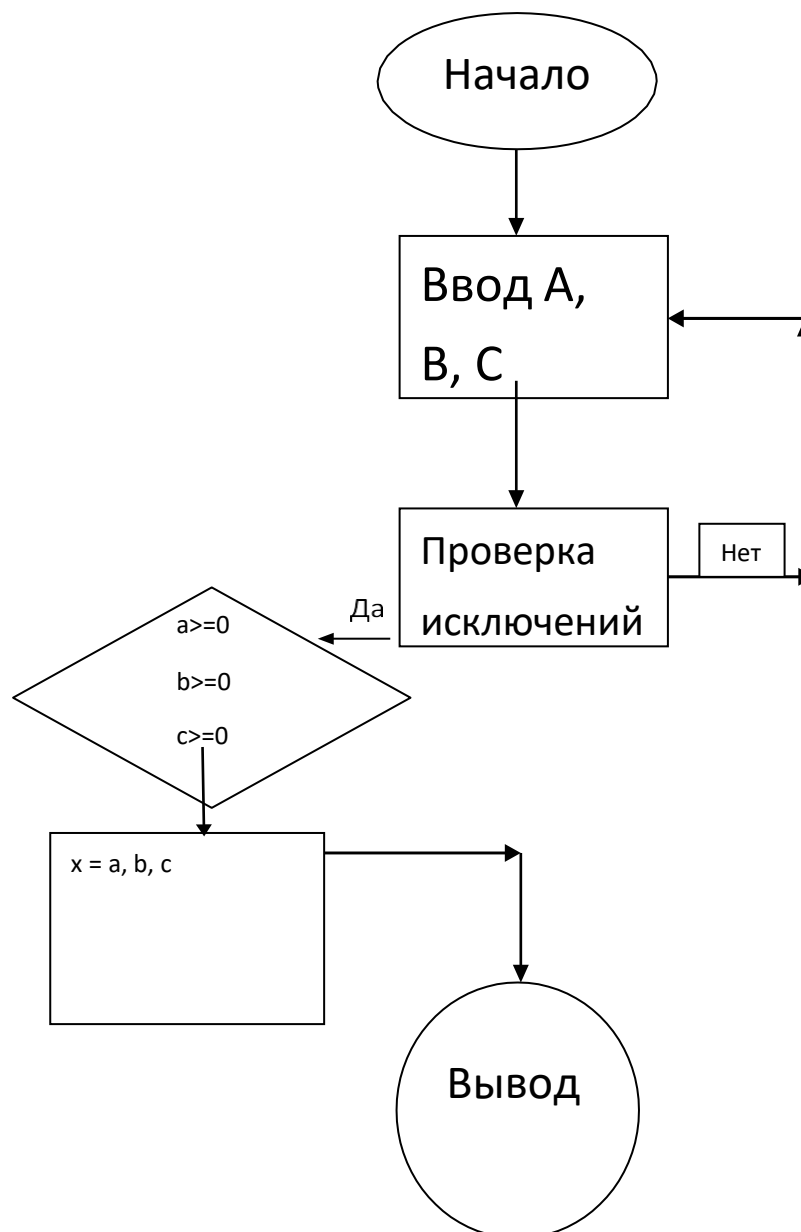 Начало
Ввод А,
В, С
Проверка
исключений
Нет
Да
a>=0
b>=0
c>=0
x = a, b, c
Вывод